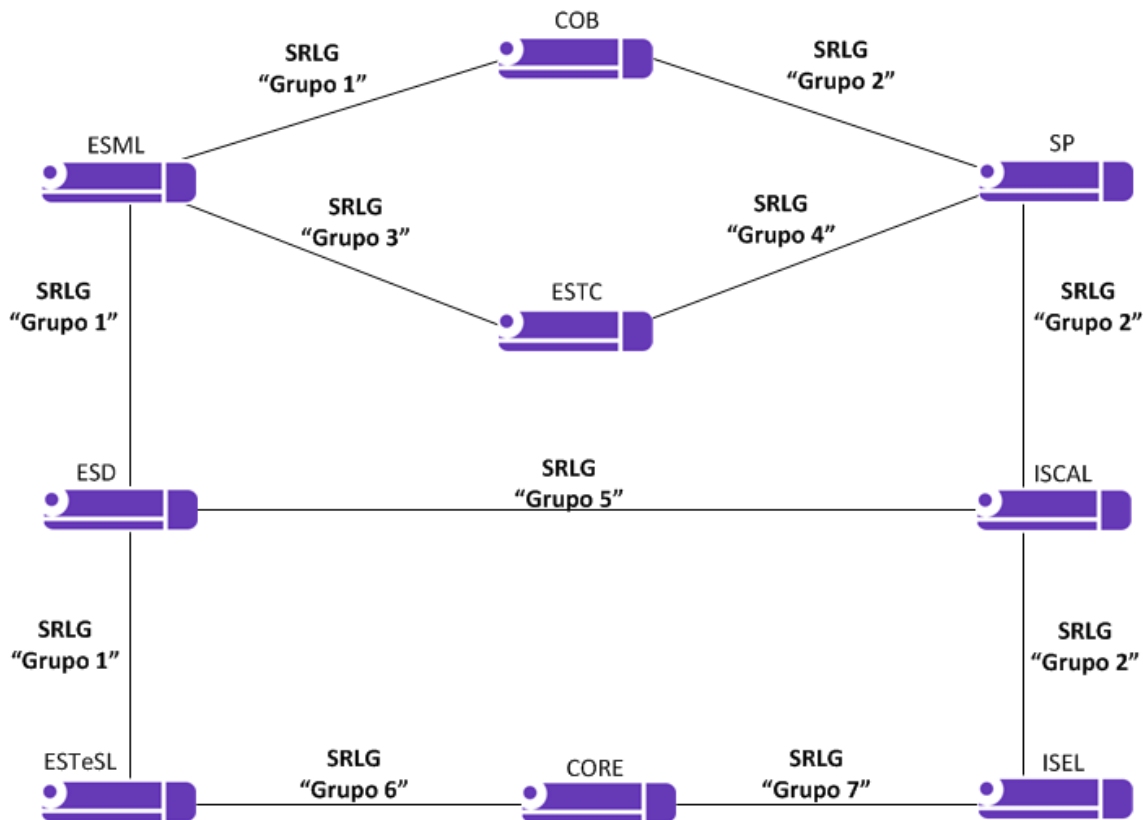 COB
SRLG
“Grupo 1”
SRLG
“Grupo 2”
ESML
SP
SRLG
“Grupo 3”
SRLG
“Grupo 4”
ESTC
SRLG
“Grupo 1”
SRLG
“Grupo 2”
ESD
SRLG
“Grupo 5”
ISCAL
SRLG
“Grupo 1”
SRLG
“Grupo 2”
ESTeSL
SRLG
“Grupo 6”
CORE
SRLG
“Grupo 7”
ISEL